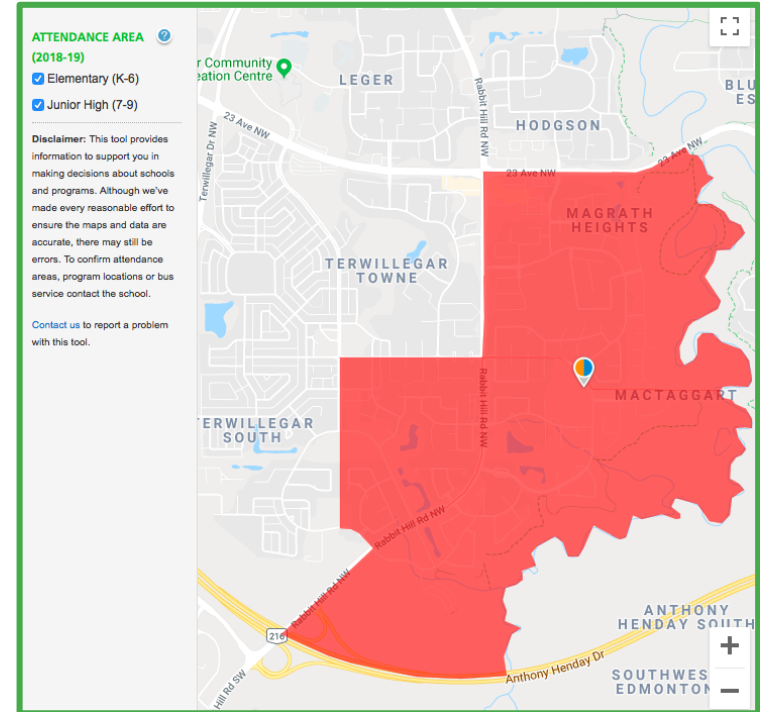 ATTENDANCE AREA ?
(2018-19)
Elementary (K-6)
Junior High (7-9)
Disclaimer: This tool provides
information to support you in
making decisions about schools
and programs. Although we've
made every reasonable effort to
ensure the maps and data are
accurate, there may still be
errors. To confirm attendance
areas, program locations or bus
service contact the school.
Contact us to report a problem
with this tool.
r Community
eation Centre
LEGER
Rabbit Hill Rd NW
BLU
ES
HODGSON
23 Ave NW
Terwillegar Dr NW
23 Ave NW
23 Ave NW
MAGRATH
HEIGHTS
TERWILLEGAR
TOWNE
Rabbit Hill Rd NW
MACTAGGART
ERWILLEGAR
SOUTH
Rabbit Hill Rd NW
Rabbit Hill Rd NW
216
ANTHONY
HENDAY SOUTH
+
Anthony Henday Dr
Hill Rd SW
SOUTHWES
EDMONTON
−